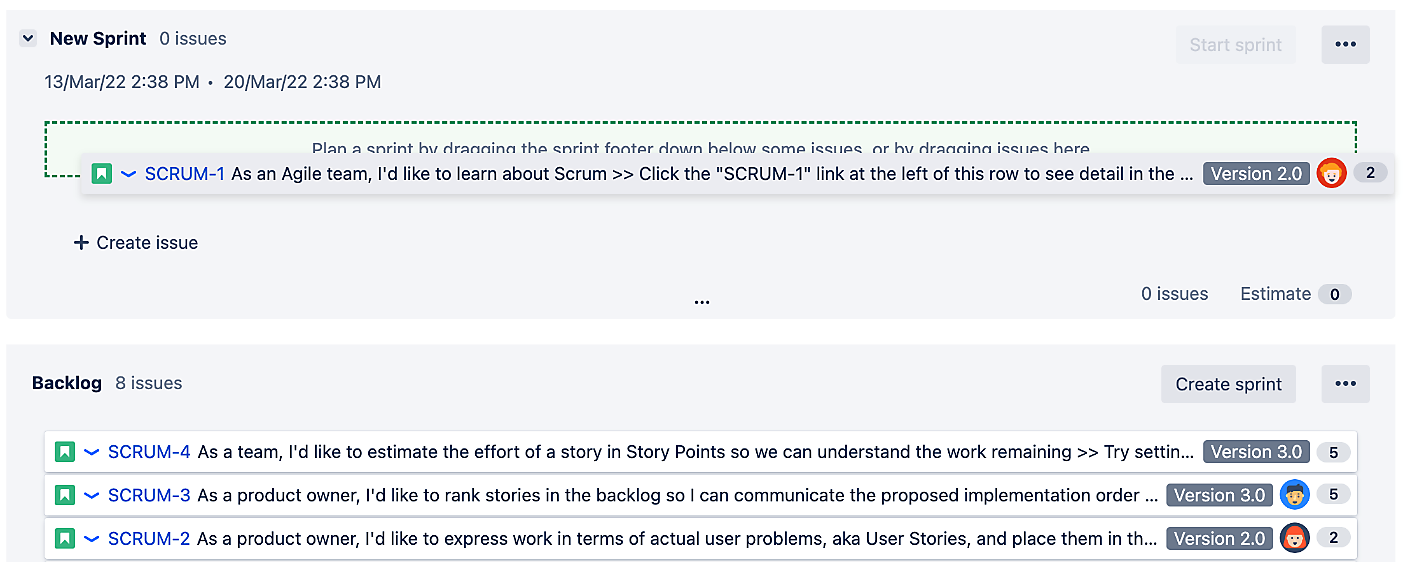 New Sprint 0 issues Start sprint •••
13/Mar/22 2:38 PM • 20/Mar/22 2:38 PM
Plan a sprint by dragging the sprint footer down below some issues, or by dragging issues here
SCRUM-1 As an Agile team, I'd like to learn about Scrum >> Click the "SCRUM-1" link at the left of this row to see detail in the ... Version 2.0 2
+ Create issue
0 issues Estimate 0
...
Backlog 8 issues Create sprint •••
SCRUM-4 As a team, I'd like to estimate the effort of a story in Story Points so we can understand the work remaining >> Try settin... Version 3.0 5
SCRUM-3 As a product owner, I'd like to rank stories in the backlog so I can communicate the proposed implementation order ... Version 3.0 5
SCRUM-2 As a product owner, I'd like to express work in terms of actual user problems, aka User Stories, and place them in th... Version 2.0 2